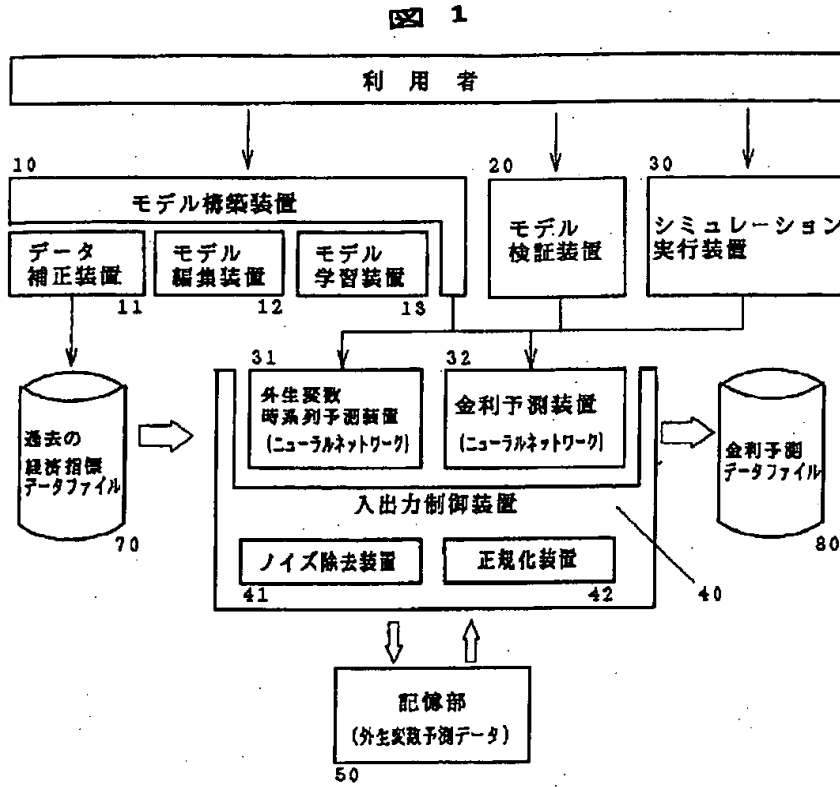 図 1
利 用 者
10
20
30
モデル構築装置
モデル
検証装置
シミュレーション
実行装置
データ
補正装置
モデル
編集装置
モデル
学習装置
11
12
13
31
32
外生変数
時系列予測装置
(ニューラルネットワーク)
金利予測装置
(ニューラルネットワーク)
過去の
経済指標
データファイル
金利予測
データファイル
入出力制御装置
70
80
ノイズ除去装置
正規化装置
41
42
40
記憶部
(外生変数予測データ)
50